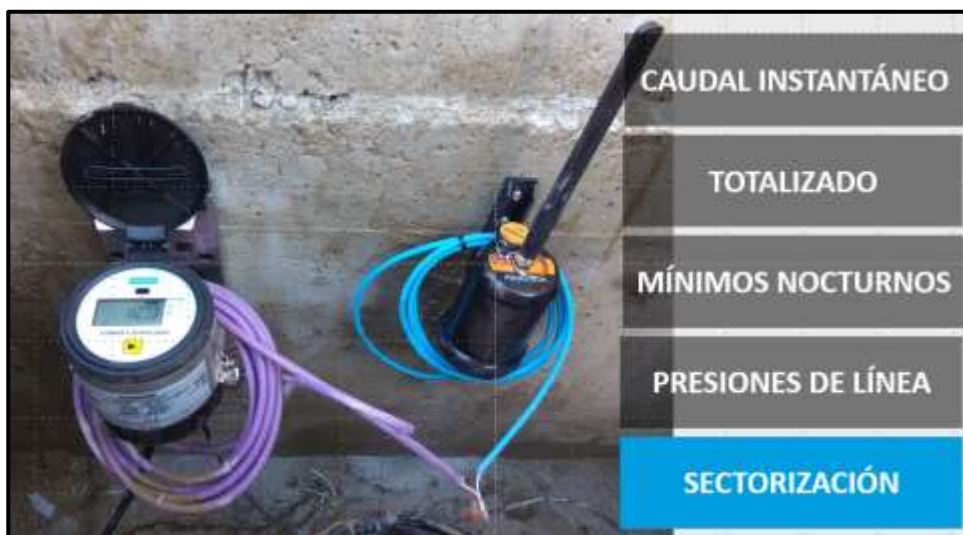 CAUDAL INSTANTÁNEO
TOTALIZADO
MÍNIMOS NOCTURNOS
PRESIONES DE LÍNEA
SECTORIZACIÓN